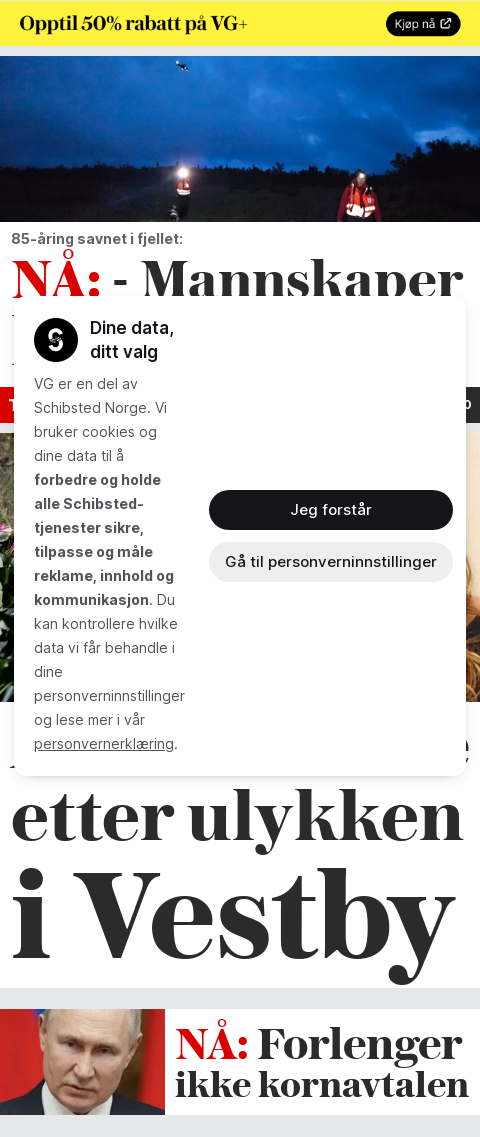 Opptil 50% rabatt på VG+
Kjøp nå
85-åring savnet i fjellet:
NÅ: - Mannskaper
Dine data,
ditt valg
VG er en del av
Schibsted Norge. Vi
bruker cookies og
dine data til å
forbedre og holde
alle Schibsted-
tjenester sikre,
tilpasse og måle
reklame, innhold og
kommunikasjon. Du
kan kontrollere hvilke
data vi får behandle i
dine
personverninnstillinger
og lese mer i vår
personvernerklæring.
Jeg forstår
Gå til personverninnstillinger
etter ulykken
i Vestby
NÅ: Forlenger
ikke kornavtalen